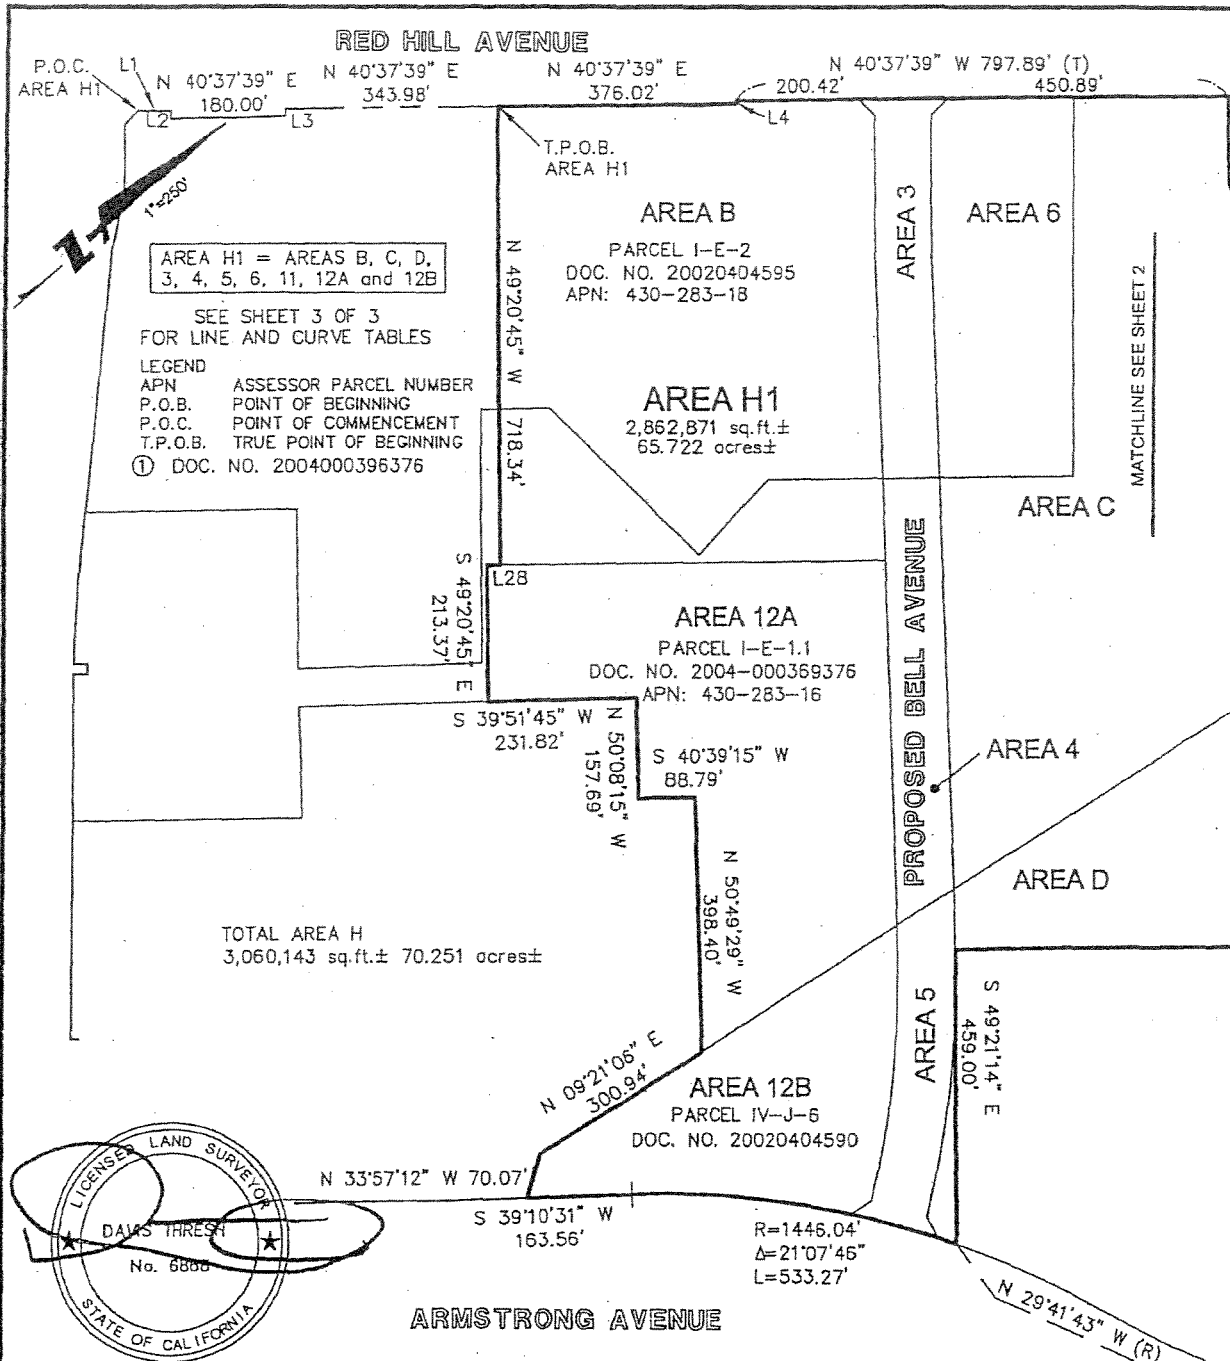 RED HILL AVENUE
P.O.C.
AREA H1
L1
N 40°37'39" E
180.00'
N 40°37'39" E
343.98'
N 40°37'39" E
376.02'
N 40°37'39" W 797.89' (T)
200.42'
450.89'
L2
L3
L4
T.P.O.B.
AREA H1
1"=250'
Z
AREA H1 = AREAS B, C, D,
3, 4, 5, 6, 11, 12A and 12B
SEE SHEET 3 OF 3
FOR LINE AND CURVE TABLES
LEGEND
APN ASSESSOR PARCEL NUMBER
P.O.B. POINT OF BEGINNING
P.O.C. POINT OF COMMENCEMENT
T.P.O.B. TRUE POINT OF BEGINNING
① DOC. NO. 2004000396376
N 49°20'45" W 718.34'
AREA B
PARCEL I-E-2
DOC. NO. 20020404595
APN: 430-283-18
AREA 3
AREA 6
MATCHLINE SEE SHEET 2
AREA H1
2,862,871 sq.ft.±
65.722 acres±
AREA C
S 49°20'45" E
213.37'
L28
AREA 12A
PARCEL I-E-1.1
DOC. NO. 2004-000369376
APN: 430-283-16
PROPOSED BELL AVENUE
S 39°51'45" W
231.82'
N 50°08'15" W
157.69'
S 40°39'15" W
88.79'
AREA 4
N 50°49'29" W
398.40'
AREA D
TOTAL AREA H
3,060,143 sq.ft.± 70.251 acres±
AREA 5
S 49°21'14" E
459.00'
N 09°21'06" E
300.94'
AREA 12B
PARCEL IV-J-6
DOC. NO. 20020404590
N 33°57'12" W 70.07'
S 39°10'31" W
163.56'
R=1446.04'
Δ=21°07'46"
L=533.27'
N 29°41'43" W (R)
LICENSED LAND SURVEYOR
No. 6868
STATE OF CALIFORNIA
ARMSTRONG AVENUE